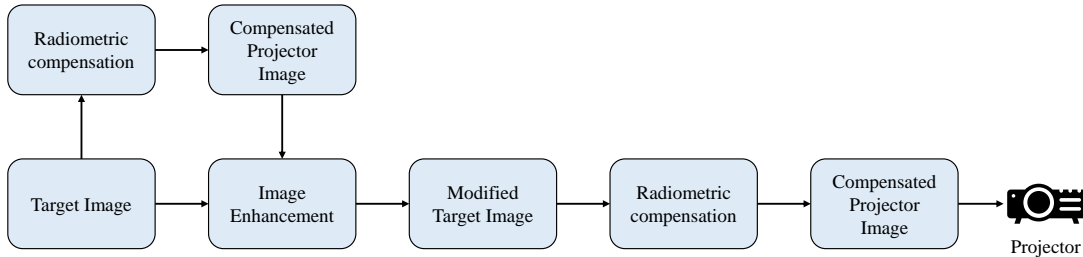 Radiometric
compensation
Compensated
Projector
Image
Target Image
Image
Enhancement
Modified
Target Image
Radiometric
compensation
Compensated
Projector
Image
Projector